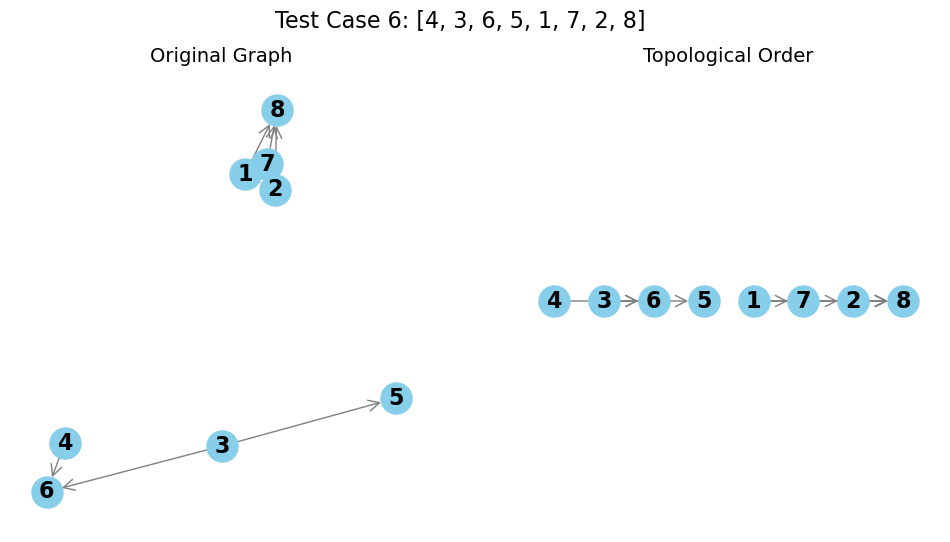 Test Case 6: [4, 3, 6, 5, 1, 7, 2, 8]
Original Graph
8
7
1
2
5
4
3
6
Topological Order
4 3 6 5 1 7 2 8